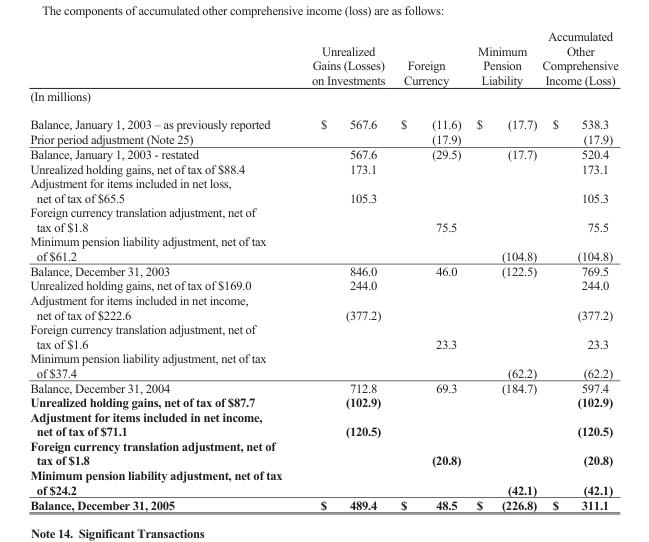 The components of accumulated other comprehensive income (loss) are as follows:
Accumulated
Unrealized Minimum Other
Gains (Losses) Foreign Pension Comprehensive
on Investments Currency Liability Income (Loss)
(In millions)
Balance, January 1, 2003 – as previously reported $ 567.6 $ (11.6) $ (17.7) $ 538.3
Prior period adjustment (Note 25) (17.9) (17.9)
Balance, January 1, 2003 - restated 567.6 (29.5) (17.7) 520.4
Unrealized holding gains, net of tax of $88.4 173.1 173.1
Adjustment for items included in net loss,
net of tax of $65.5 105.3 105.3
Foreign currency translation adjustment, net of
tax of $1.8 75.5 75.5
Minimum pension liability adjustment, net of tax
of $61.2 (104.8) (104.8)
Balance, December 31, 2003 846.0 46.0 (122.5) 769.5
Unrealized holding gains, net of tax of $169.0 244.0 244.0
Adjustment for items included in net income,
net of tax of $222.6 (377.2) (377.2)
Foreign currency translation adjustment, net of
tax of $1.6 23.3 23.3
Minimum pension liability adjustment, net of tax
of $37.4 (62.2) (62.2)
Balance, December 31, 2004 712.8 69.3 (184.7) 597.4
Unrealized holding gains, net of tax of $87.7 (102.9) (102.9)
Adjustment for items included in net income,
net of tax of $71.1 (120.5) (120.5)
Foreign currency translation adjustment, net of
tax of $1.8 (20.8) (20.8)
Minimum pension liability adjustment, net of tax
of $24.2 (42.1) (42.1)
Balance, December 31, 2005 $ 489.4 $ 48.5 $ (226.8) $ 311.1
Note 14. Significant Transactions